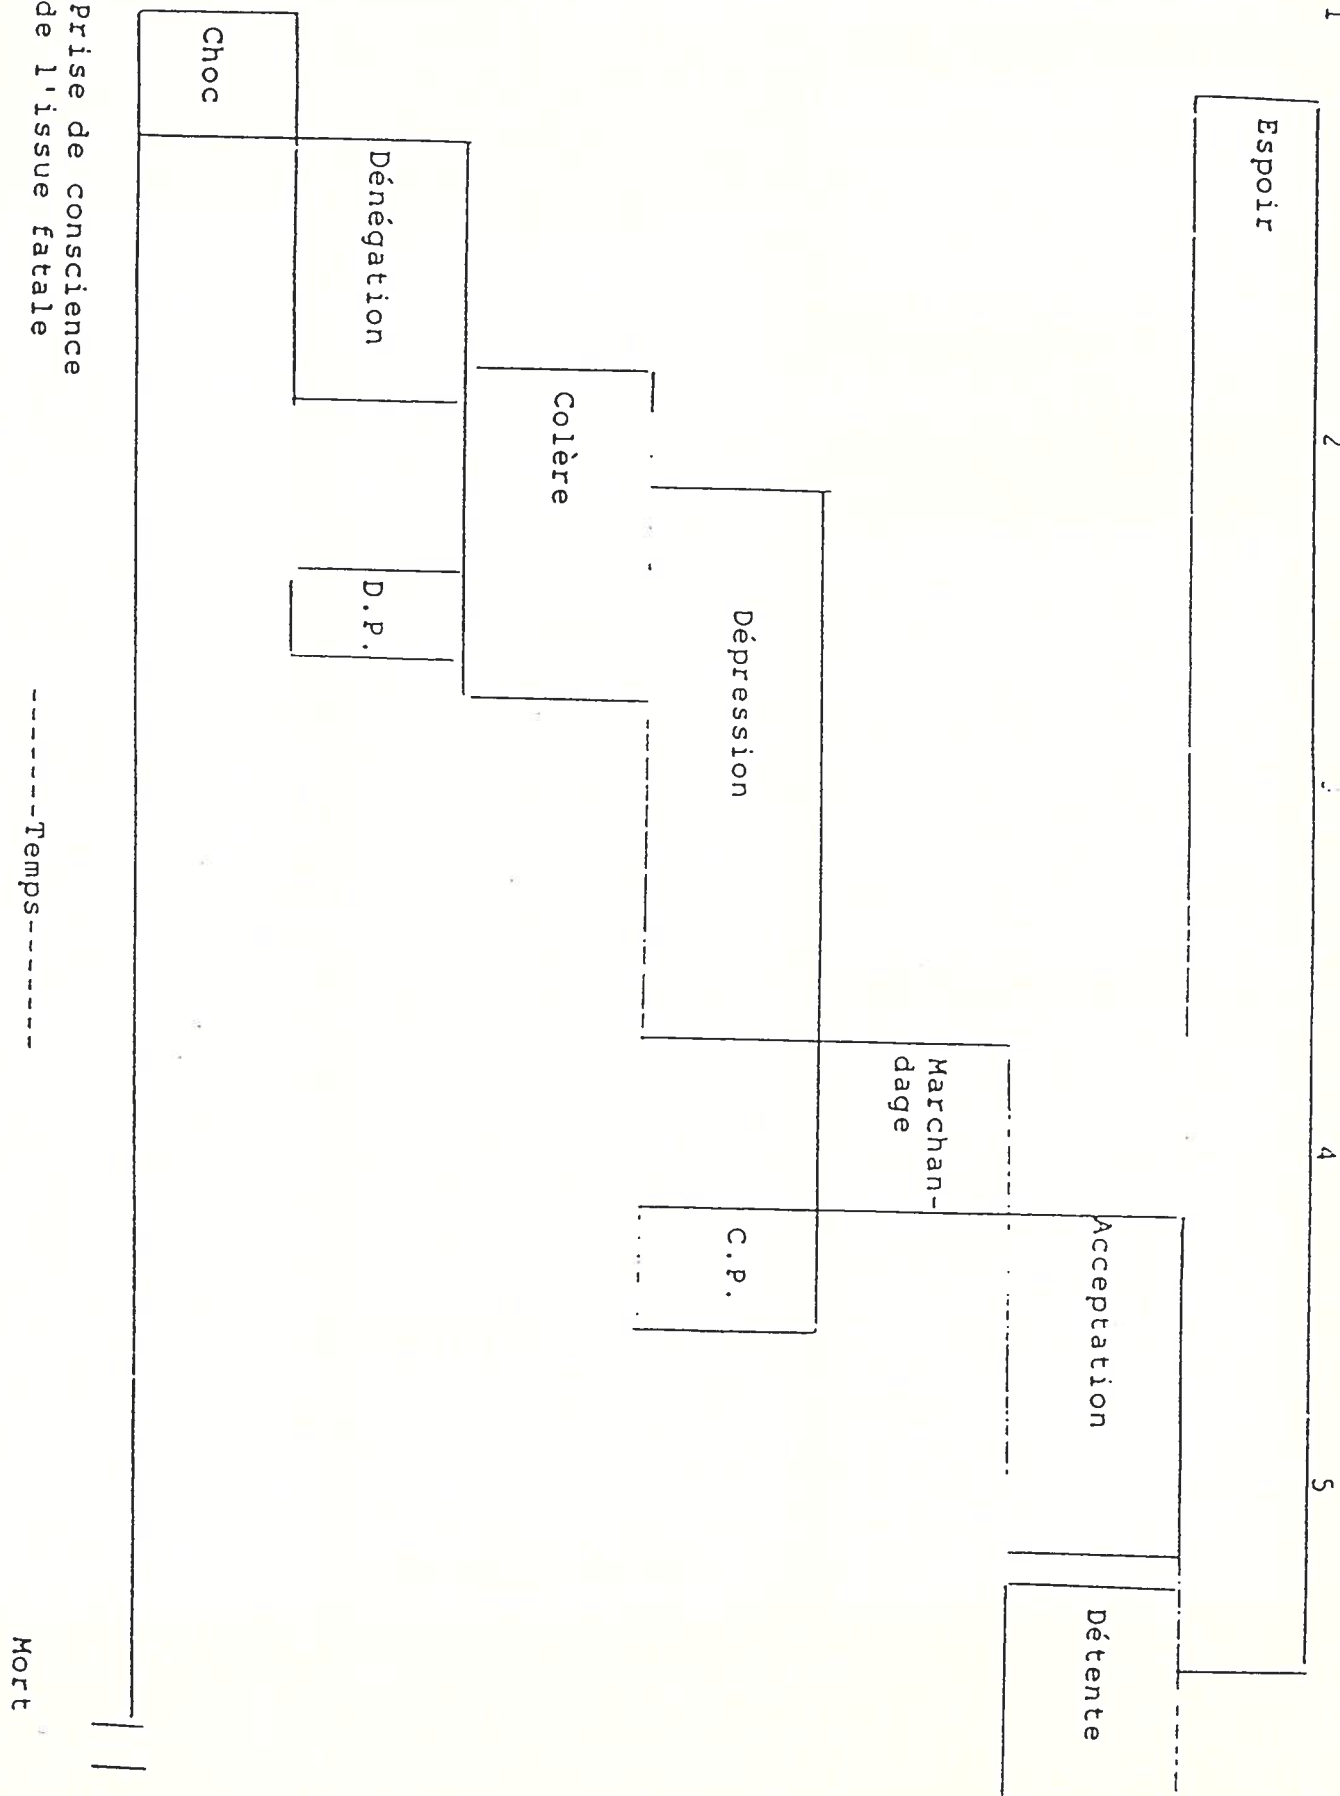 1 2 3 4 5
Espoir
Acceptation
Détente
Marchan-
dage
Dépression
C.P.
Colère
Dénégation
D.P.
Choc
Prise de conscience
de l'issue fatale
-------Temps-------
Mort